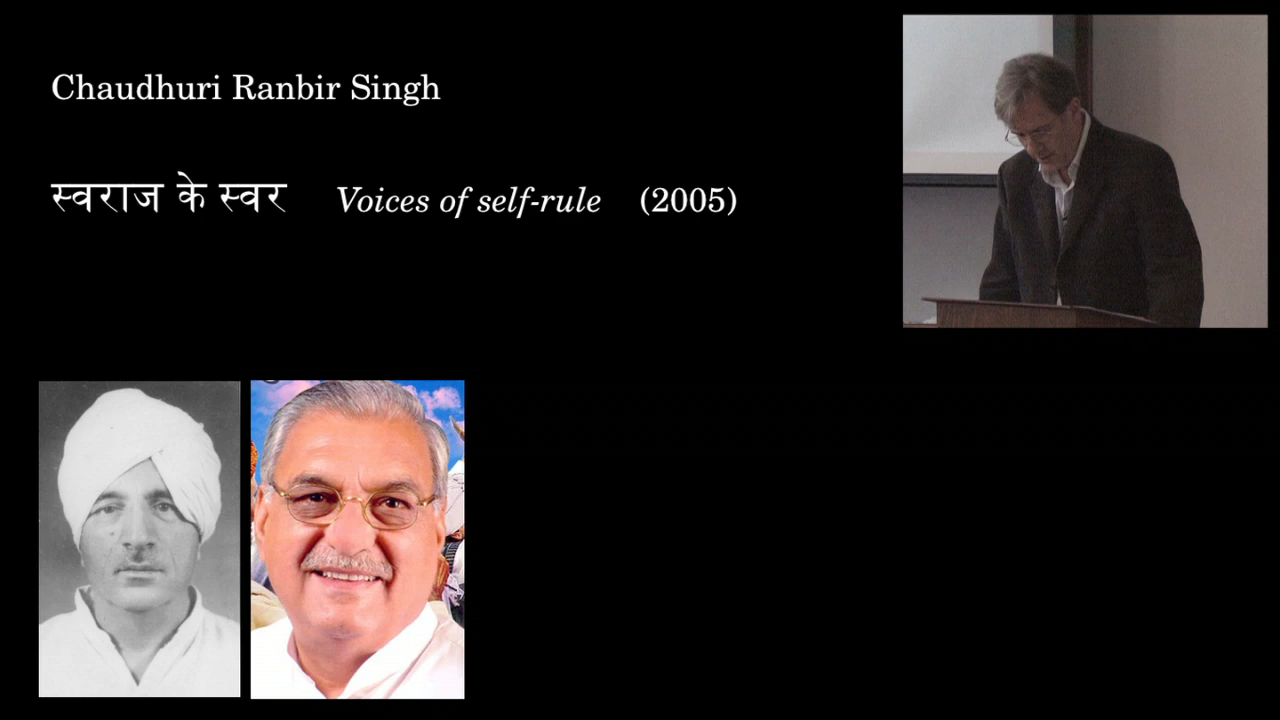 Chaudhuri Ranbir Singh
स्वराज के स्वर Voices of self-rule (2005)